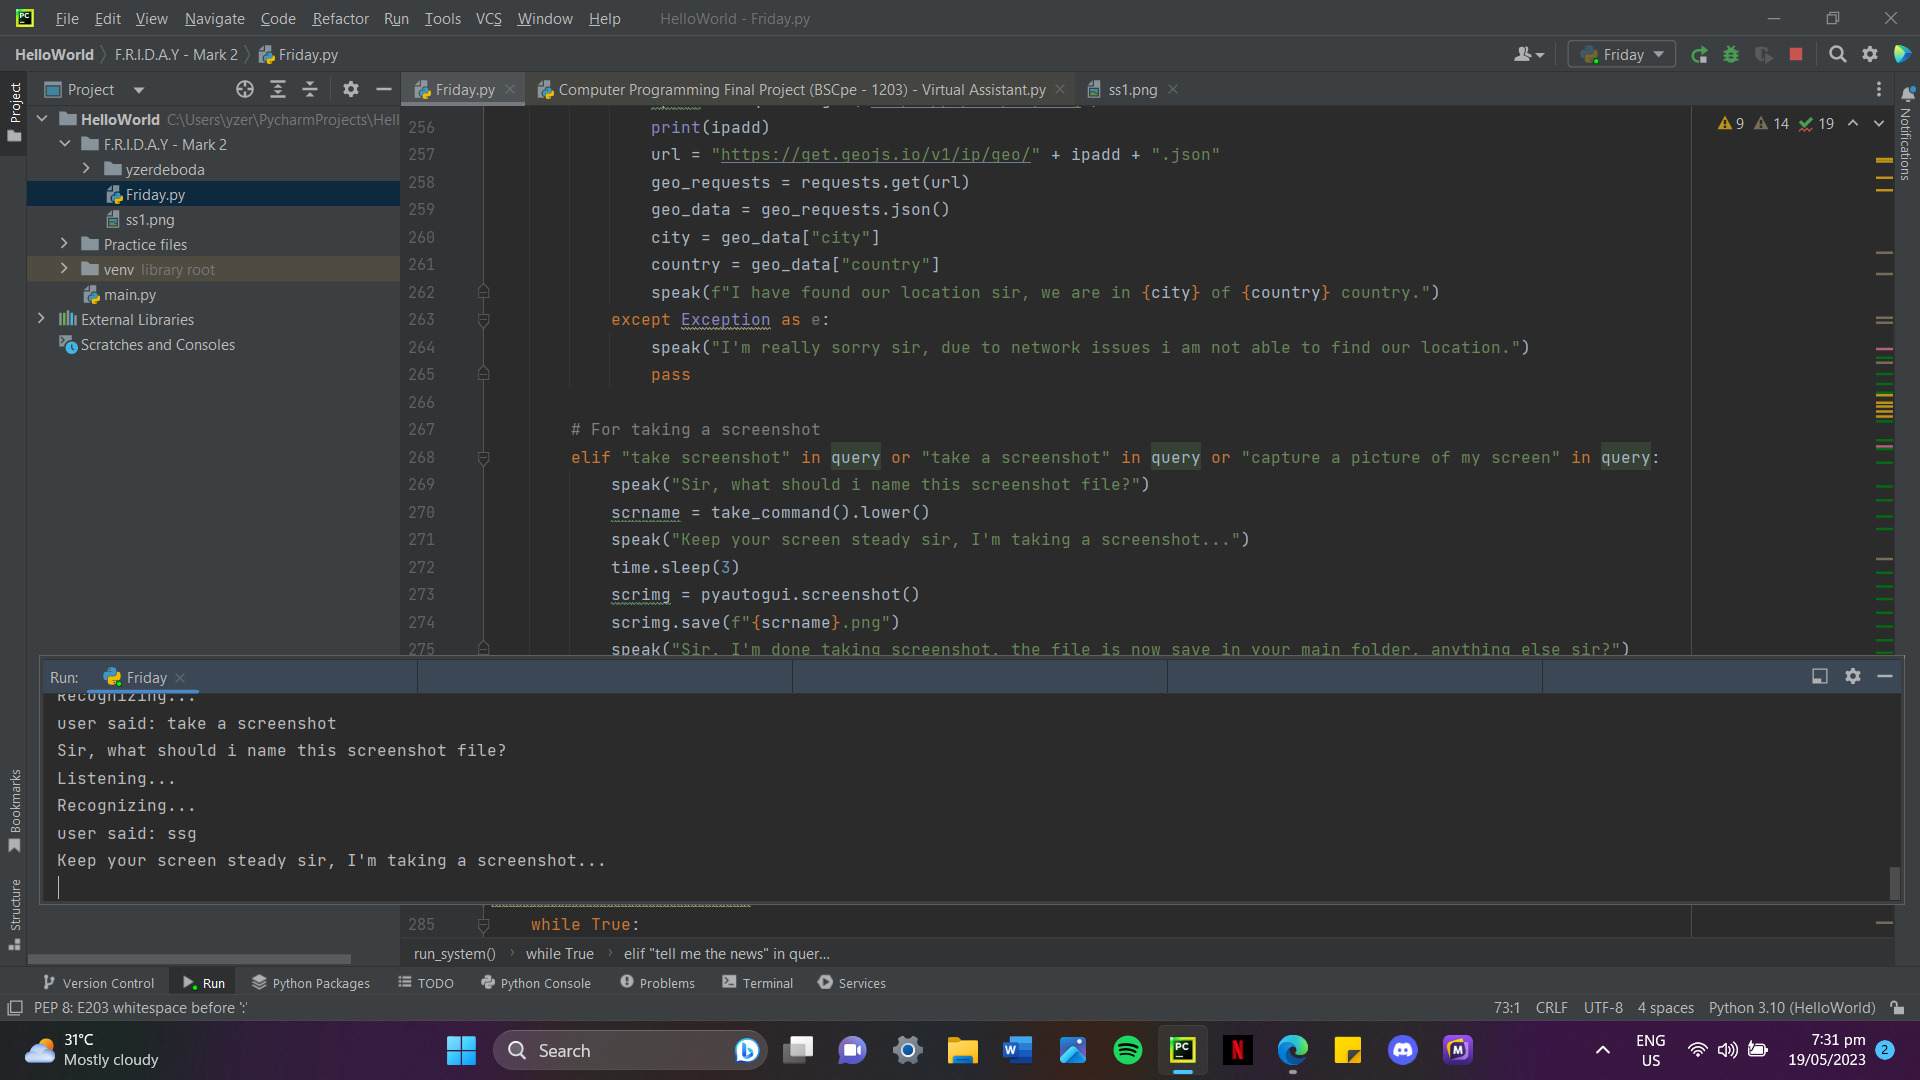 File Edit View Navigate Code Refactor Run Tools VCS Window Help HelloWorld - Friday.py
HelloWorld F.R.I.D.A.Y - Mark 2 Friday.py Friday
Project
Project
Friday.py
Computer Programming Final Project (BSCpe - 1203) - Virtual Assistant.py
ss1.png
HelloWorld C:\Users\yzer\PycharmProjects\Hell
F.R.I.D.A.Y - Mark 2
yzerdeboda
Friday.py
ss1.png
Practice files
venv library root
main.py
External Libraries
Scratches and Consoles
9 14 19
Notifications
256 print(ipadd)
257 url = "https://get.geojs.io/v1/ip/geo/" + ipadd + ".json"
258 geo_requests = requests.get(url)
259 geo_data = geo_requests.json()
260 city = geo_data["city"]
261 country = geo_data["country"]
262 speak(f"I have found our location sir, we are in {city} of {country} country.")
263 except Exception as e:
264 speak("I'm really sorry sir, due to network issues i am not able to find our location.")
265 pass
266
267 # For taking a screenshot
268 elif "take screenshot" in query or "take a screenshot" in query or "capture a picture of my screen" in query:
269 speak("Sir, what should i name this screenshot file?")
270 scrname = take_command().lower()
271 speak("Keep your screen steady sir, I'm taking a screenshot...")
272 time.sleep(3)
273 scrimg = pyautogui.screenshot()
274 scrimg.save(f"{scrname}.png")
275 speak("Sir, I'm done taking screenshot, the file is now save in your main folder, anything else sir?")
Run: Friday
Recognizing...
user said: take a screenshot
Sir, what should i name this screenshot file?
Listening...
Recognizing...
user said: ssg
Keep your screen steady sir, I'm taking a screenshot...
Bookmarks
Structure
285 while True:
run_system() while True elif "tell me the news" in quer...
Version Control Run Python Packages TODO Python Console Problems Terminal Services
PEP 8: E203 whitespace before ':' 73:1 CRLF UTF-8 4 spaces Python 3.10 (HelloWorld)
31°C
Mostly cloudy
Search
ENG
US
7:31 pm
19/05/2023
2